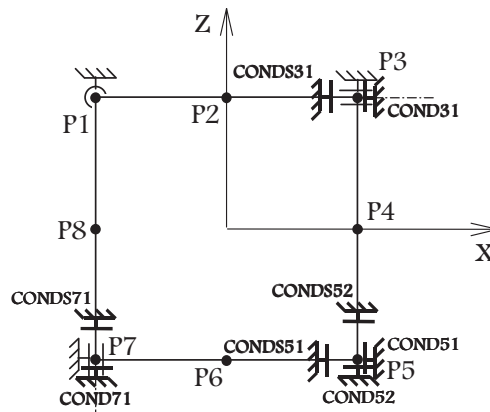 Z
CONDS31
P3
P1
P2
COND31
P4
P8
X
CONDS71
CONDS52
P7
CONDS51
COND51
P6
P5
COND71
COND52